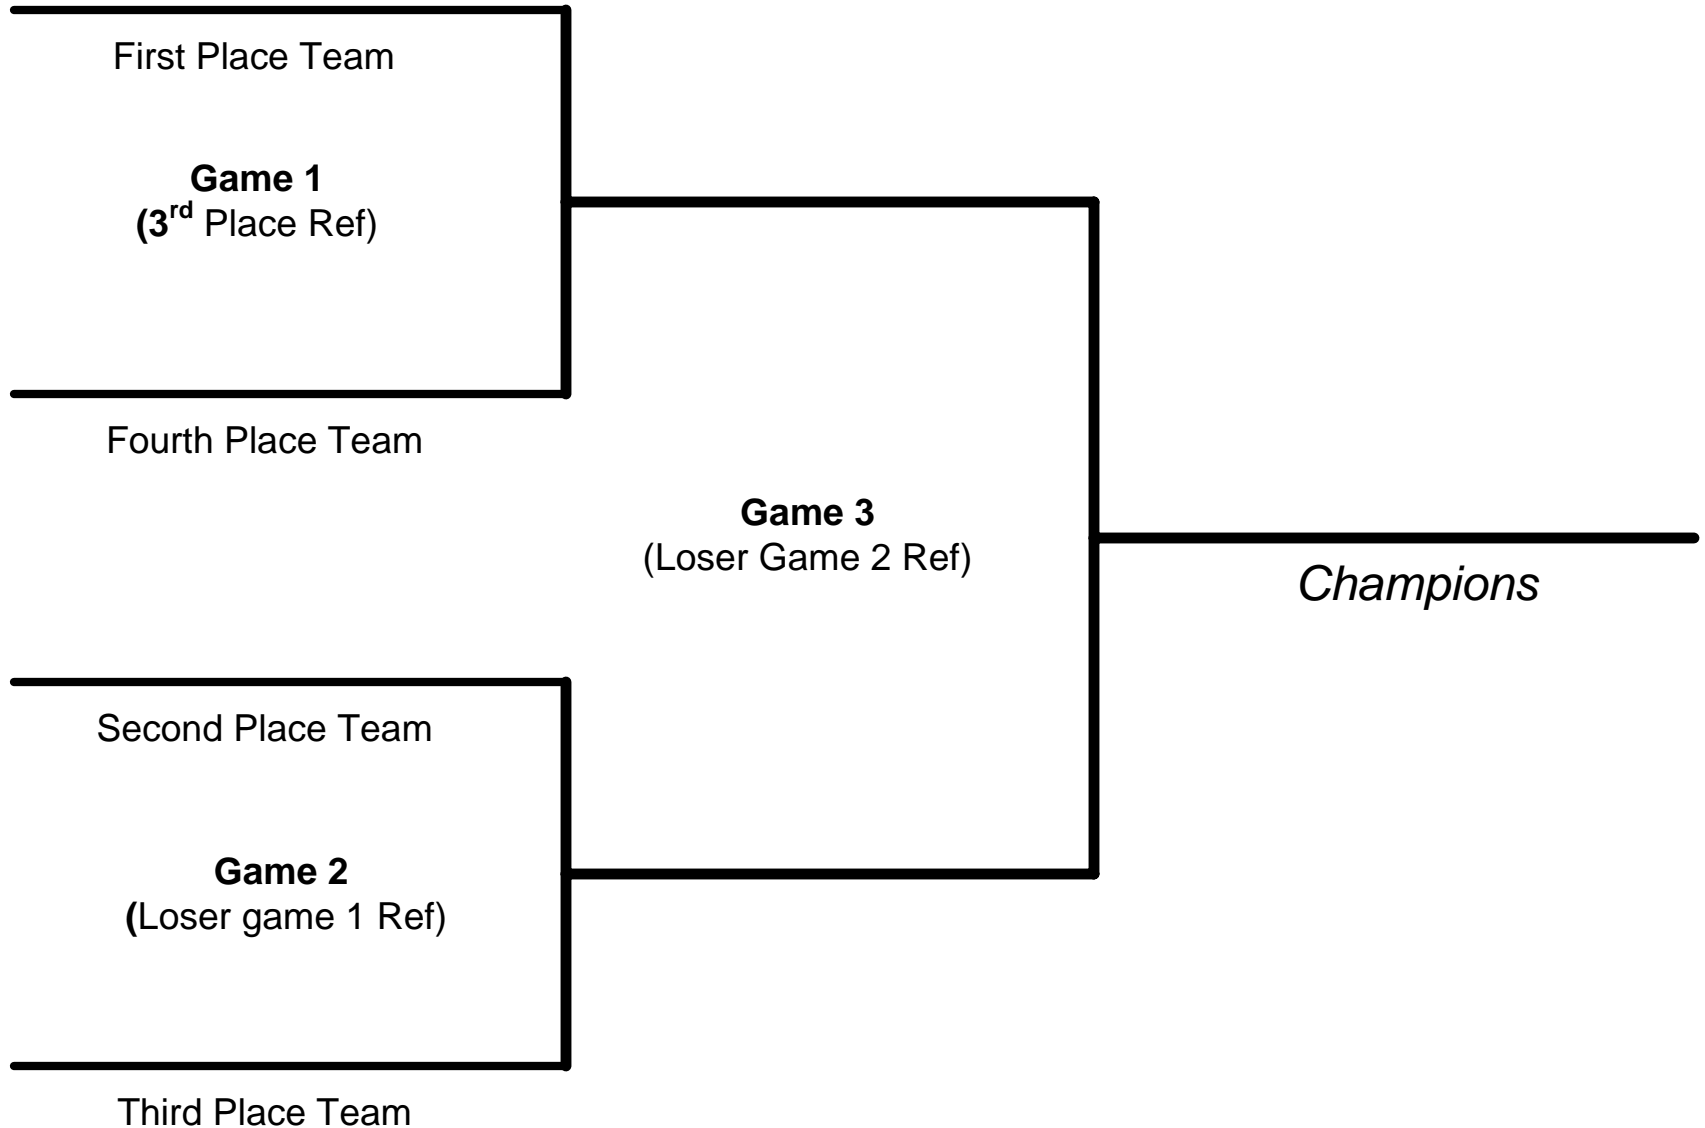 First Place Team
Game 1
(3rd Place Ref)
Fourth Place Team
Game 3
(Loser Game 2 Ref)
Champions
Second Place Team
Game 2
(Loser game 1 Ref)
Third Place Team